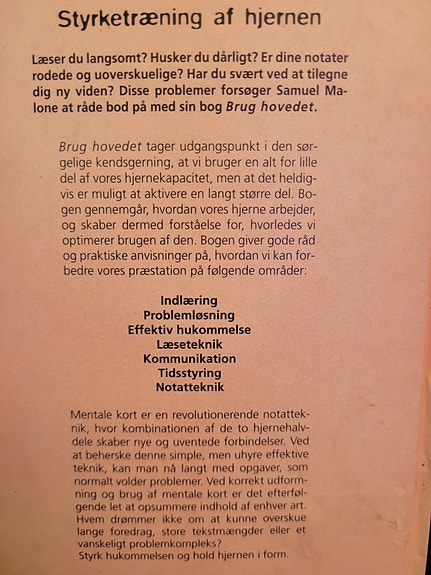 Styrketræning af hjernen
Læser du langsomt? Husker du dårligt? Er dine notater
rodede og uoverskuelige? Har du svært ved at tilegne
dig ny viden? Disse problemer forsøger Samuel Ma-
lone at råde bod på med sin bog Brug hovedet.
Brug hovedet tager udgangspunkt i den sør-
gelige kendsgerning, at vi bruger en alt for lille
del af vores hjernekapacitet, men at det heldig-
vis er muligt at aktivere en langt større del. Bo-
gen gennemgår, hvordan vores hjerne arbejder,
og skaber dermed forståelse for, hvorledes vi
optimerer brugen af den. Bogen giver gode råd
og praktiske anvisninger på, hvordan vi kan for-
bedre vores præstation på følgende områder:
Indlæring
Problemløsning
Effektiv hukommelse
Læseteknik
Kommunikation
Tidsstyring
Notatteknik
Mentale kort er en revolutionerende notattek-
nik, hvor kombinationen af de to hjernehalv-
dele skaber nye og uventede forbindelser. Ved
at beherske denne simple, men uhyre effektive
teknik, kan man nå langt med opgaver, som
normalt volder problemer. Ved korrekt udform-
ning og brug af mentale kort er det efterføl-
gende let at opsummere indhold af enhver art.
Hvem drømmer ikke om at kunne overskue
lange foredrag, store tekstmængder eller et
vanskeligt problemkompleks?
Styrk hukommelsen og hold hjernen i form.